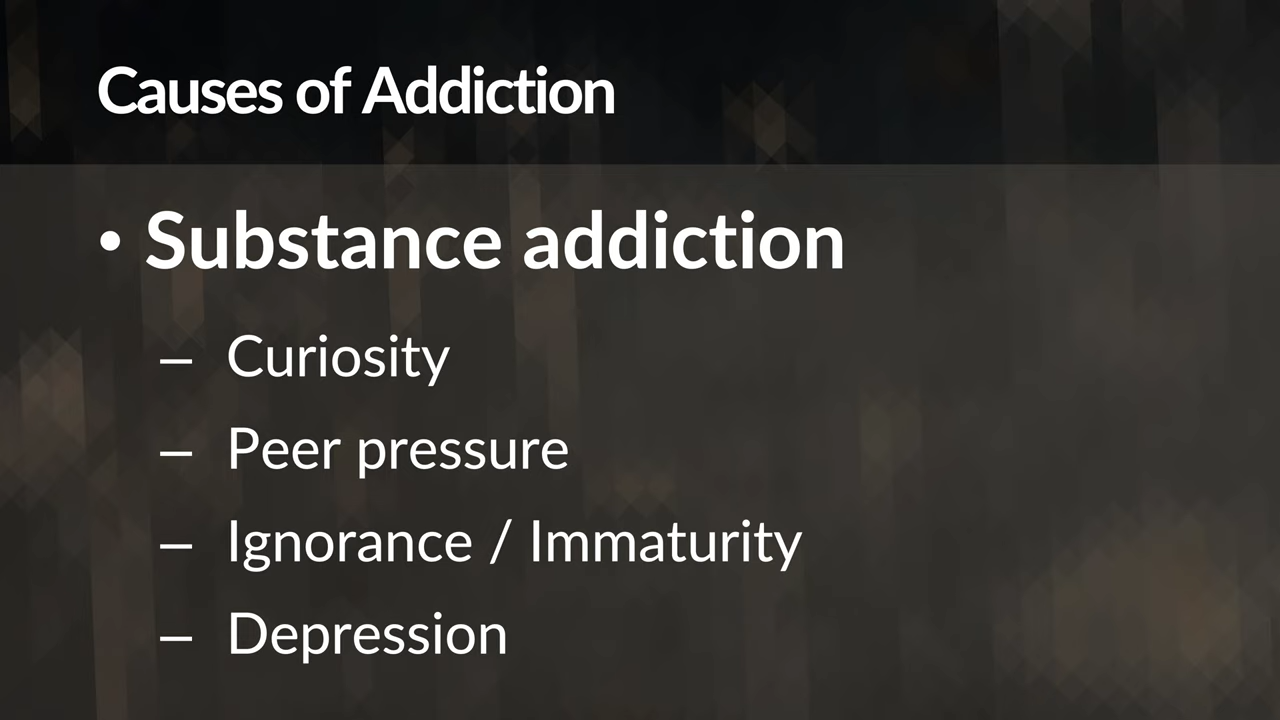 Causes of Addiction
• Substance addiction
– Curiosity
– Peer pressure
– Ignorance / Immaturity
– Depression